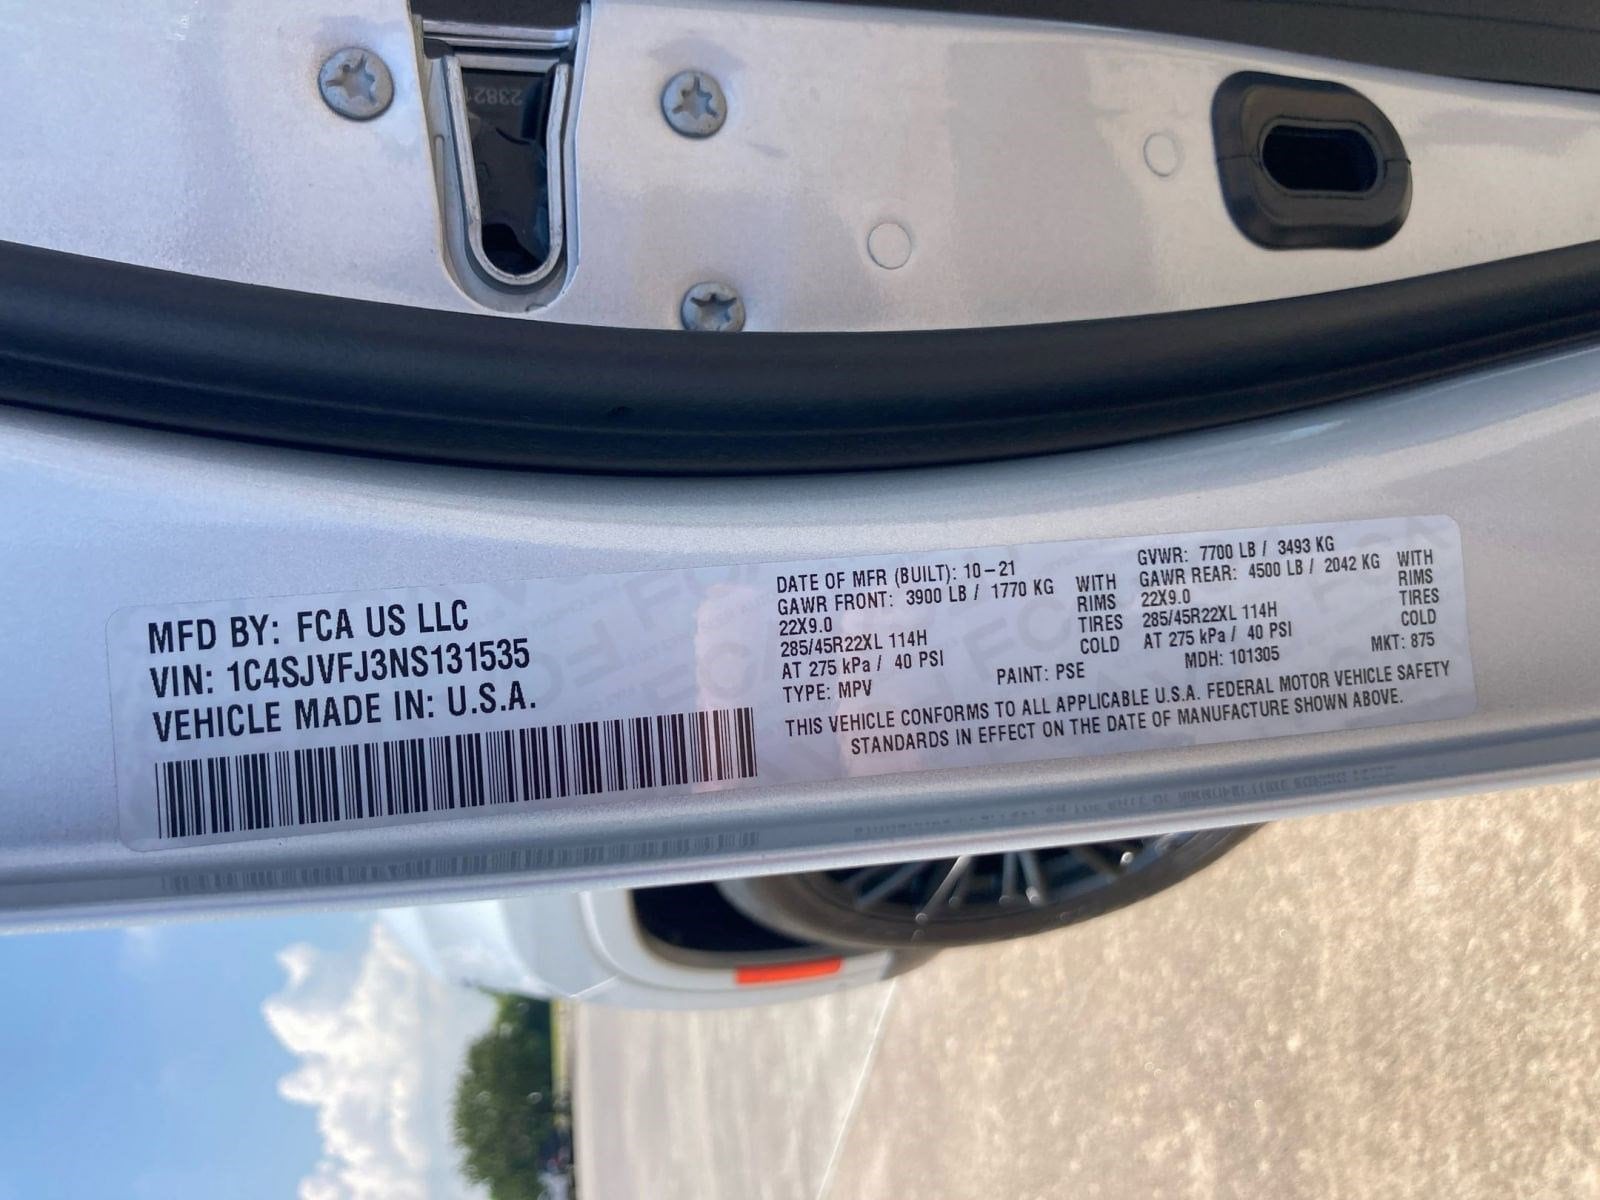 MFD BY: FCA US LLC
VIN: 1C4SJVFJ3NS131535
VEHICLE MADE IN: U.S.A.
DATE OF MFR (BUILT): 10-21 GVWR: 7700 LB / 3493 KG
GAWR FRONT: 3900 LB / 1770 KG WITH GAWR REAR: 4500 LB / 2042 KG WITH
22X9.0 RIMS 22X9.0 RIMS
285/45R22XL 114H TIRES 285/45R22XL 114H TIRES
AT 275 kPa / 40 PSI COLD AT 275 kPa / 40 PSI COLD
TYPE: MPV PAINT: PSE MDH: 101305 MKT: 875
THIS VEHICLE CONFORMS TO ALL APPLICABLE U.S.A. FEDERAL MOTOR VEHICLE SAFETY
STANDARDS IN EFFECT ON THE DATE OF MANUFACTURE SHOWN ABOVE.